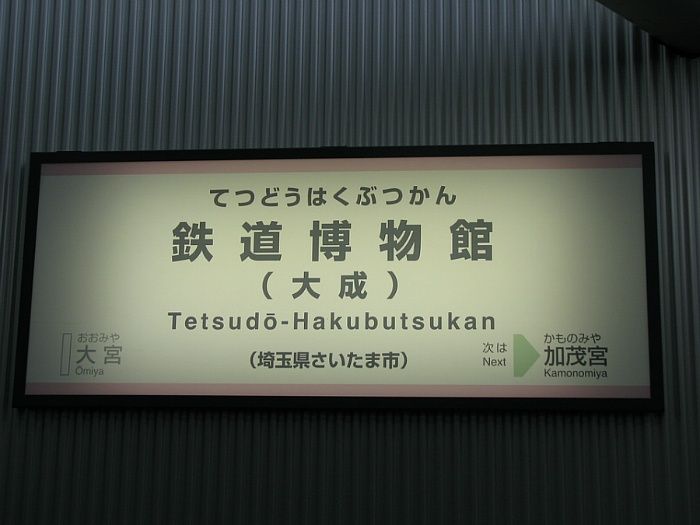 てつどうはくぶつかん
鉄道博物館
（大成）
Tetsudō-Hakubutsukan
（埼玉県さいたま市）
おおみや
大宮
Ōmiya
次は
Next
かものみや
加茂宮
Kamonomiya